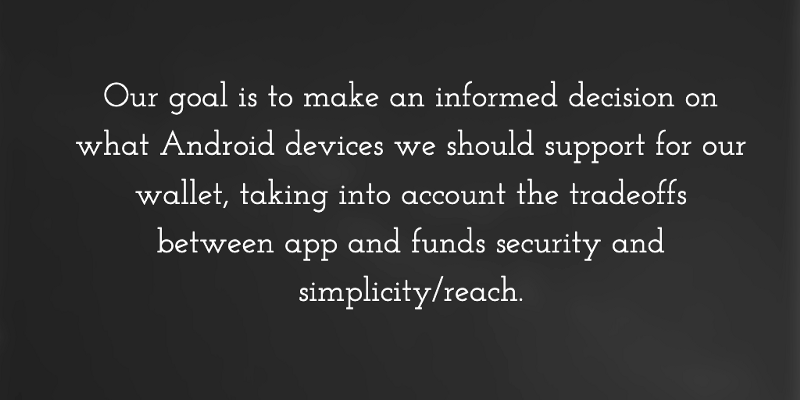 Our goal is to make an informed decision on
what Android devices we should support for our
wallet, taking into account the tradeoffs
between app and funds security and
simplicity/reach.